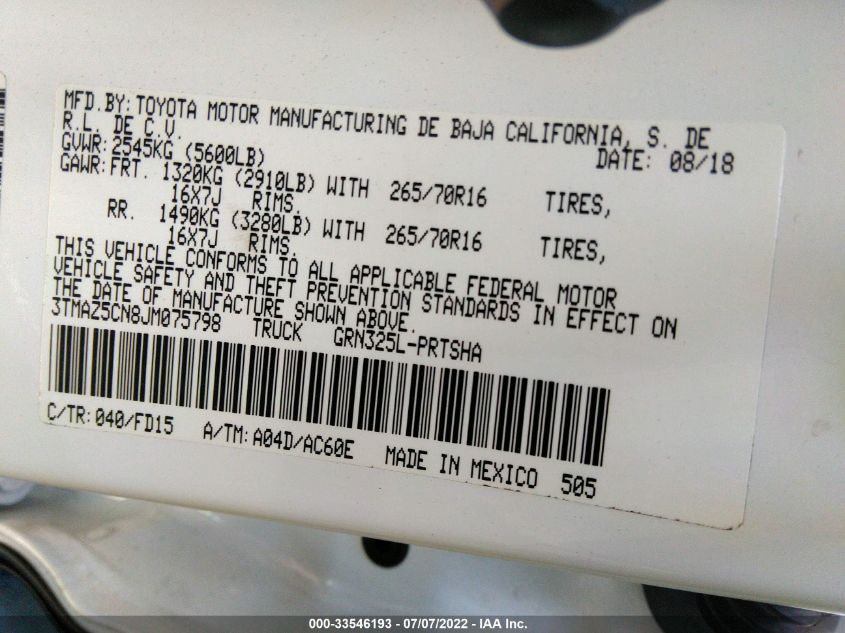 MFD.BY:TOYOTA MOTOR MANUFACTURING DE BAJA CALIFORNIA, S. DE
R.L. DE C.V.
DATE: 08/18
GVWR:2545KG (5600LB)
GAWR:FRT. 1320KG (2910LB) WITH 265/70R16 TIRES,
16X7J RIMS,
RR. 1490KG (3280LB) WITH 265/70R16 TIRES,
16X7J RIMS.
THIS VEHICLE CONFORMS TO ALL APPLICABLE FEDERAL MOTOR
VEHICLE SAFETY AND THEFT PREVENTION STANDARDS IN EFFECT ON
THE DATE OF MANUFACTURE SHOWN ABOVE.
3TMAZ5CN8JM075798 TRUCK GRN325L-PRTSHA
C/TR:040/FD15 A/TM:A04D/AC60E MADE IN MEXICO 505
000-33546193 - 07/07/2022 - IAA Inc.